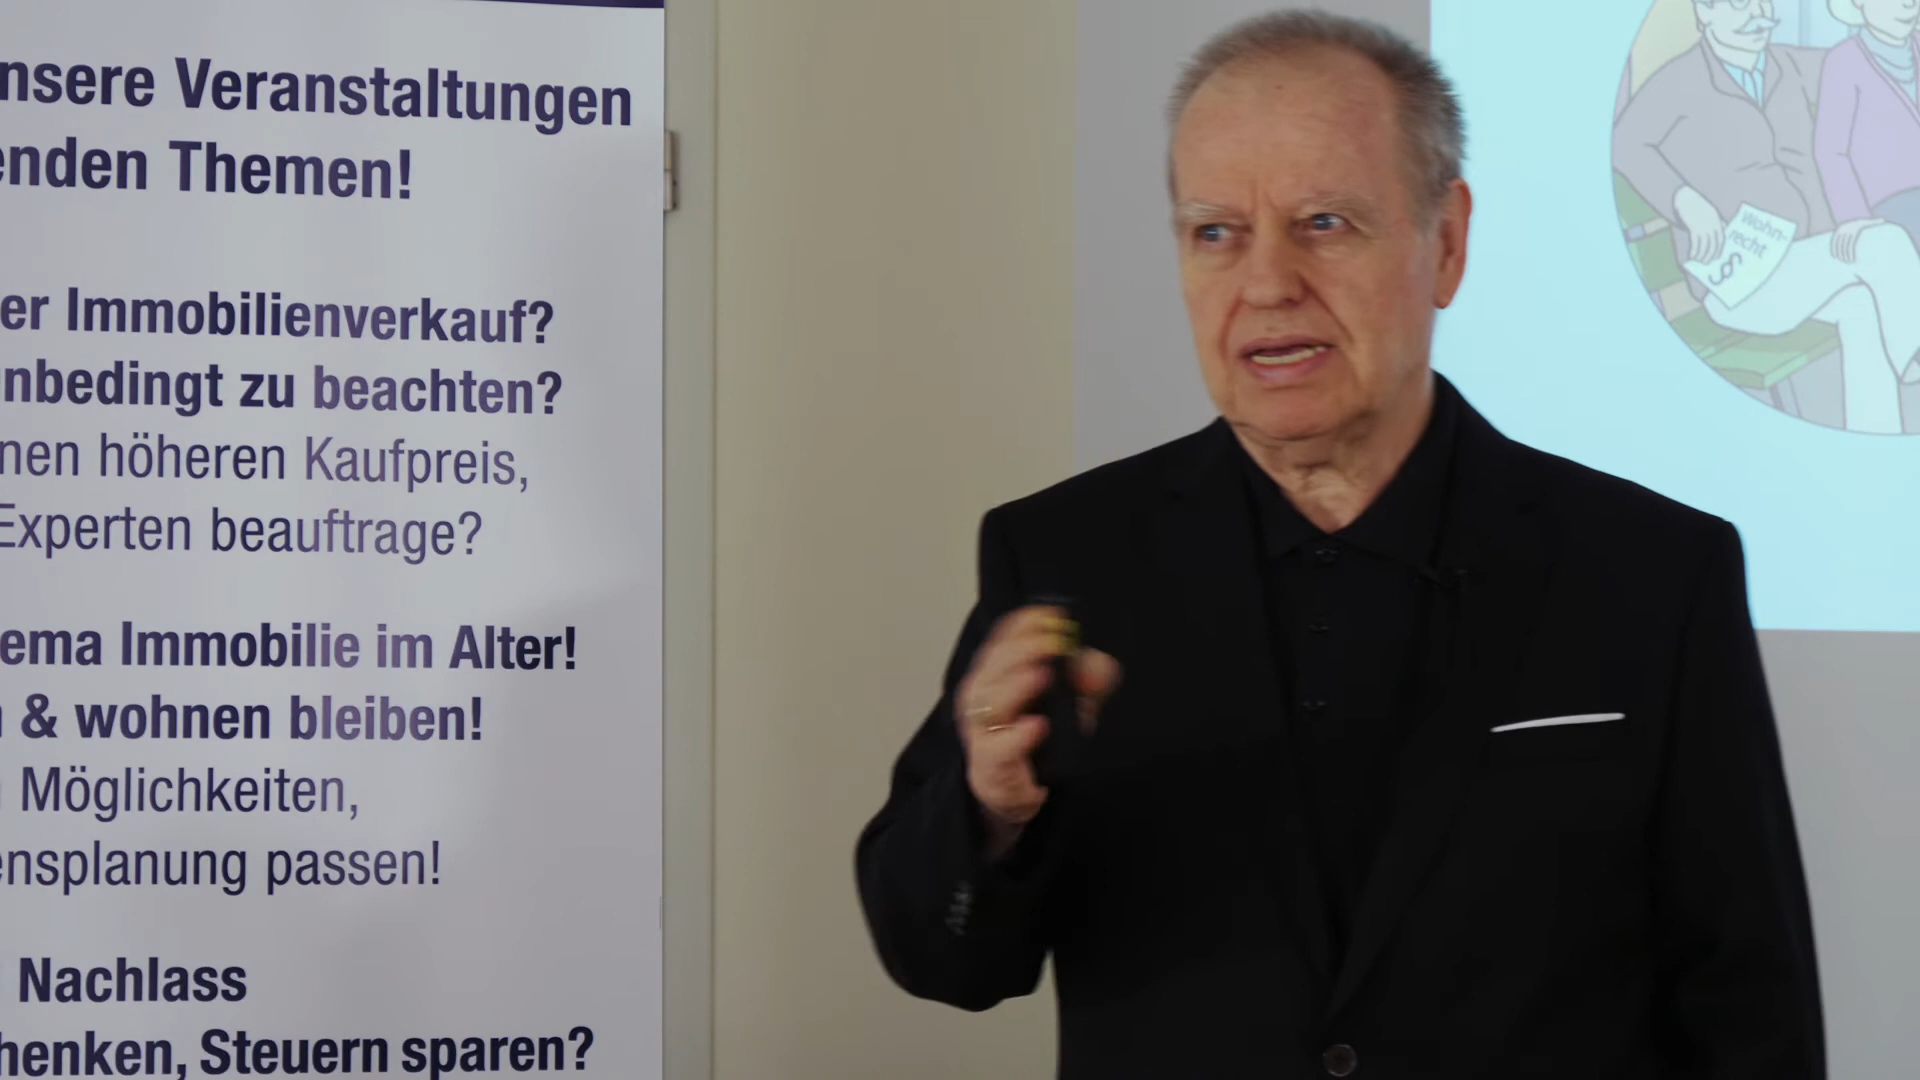 nsere Veranstaltungen
enden Themen!
er Immobilienverkauf?
nbedingt zu beachten?
nen höheren Kaufpreis,
Experten beauftrage?
ema Immobilie im Alter!
& wohnen bleiben!
Möglichkeiten,
ensplanung passen!
Nachlass
henken, Steuern sparen?
Wohn-
recht
§